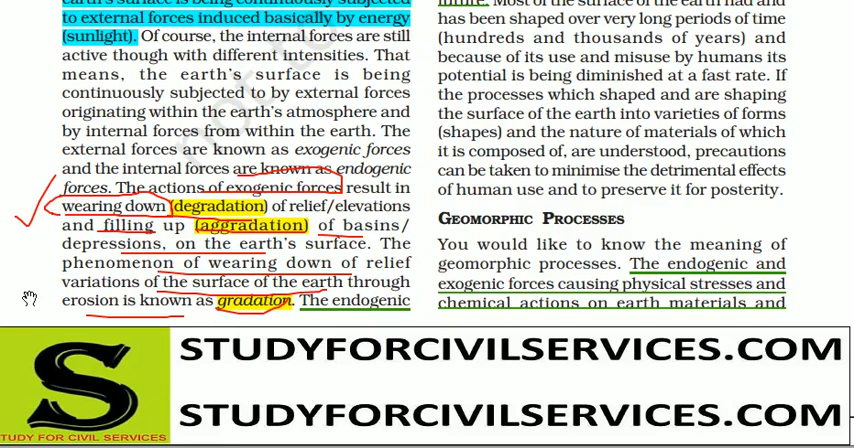 earth's surface is being continuously subjected
to external forces induced basically by energy
(sunlight). Of course, the internal forces are still
active though with different intensities. That
means, the earth's surface is being
continuously subjected to by external forces
originating within the earth's atmosphere and
by internal forces from within the earth. The
external forces are known as exogenic forces
and the internal forces are known as endogenic
forces. The actions of exogenic forces result in
wearing down (degradation) of relief/elevations
and filling up (aggradation) of basins/
depressions, on the earth's surface. The
phenomenon of wearing down of relief
variations of the surface of the earth through
erosion is known as gradation. The endogenic
future. Most of the surface of the earth had and
has been shaped over very long periods of time
(hundreds and thousands of years) and
because of its use and misuse by humans its
potential is being diminished at a fast rate. If
the processes which shaped and are shaping
the surface of the earth into varieties of forms
(shapes) and the nature of materials of which
it is composed of, are understood, precautions
can be taken to minimise the detrimental effects
of human use and to preserve it for posterity.
GEOMORPHIC PROCESSES
You would like to know the meaning of
geomorphic processes. The endogenic and
exogenic forces causing physical stresses and
chemical actions on earth materials and
S
STUDY FOR CIVIL SERVICES
STUDYFORCIVILSERVICES.COM
STUDYFORCIVILSERVICES.COM